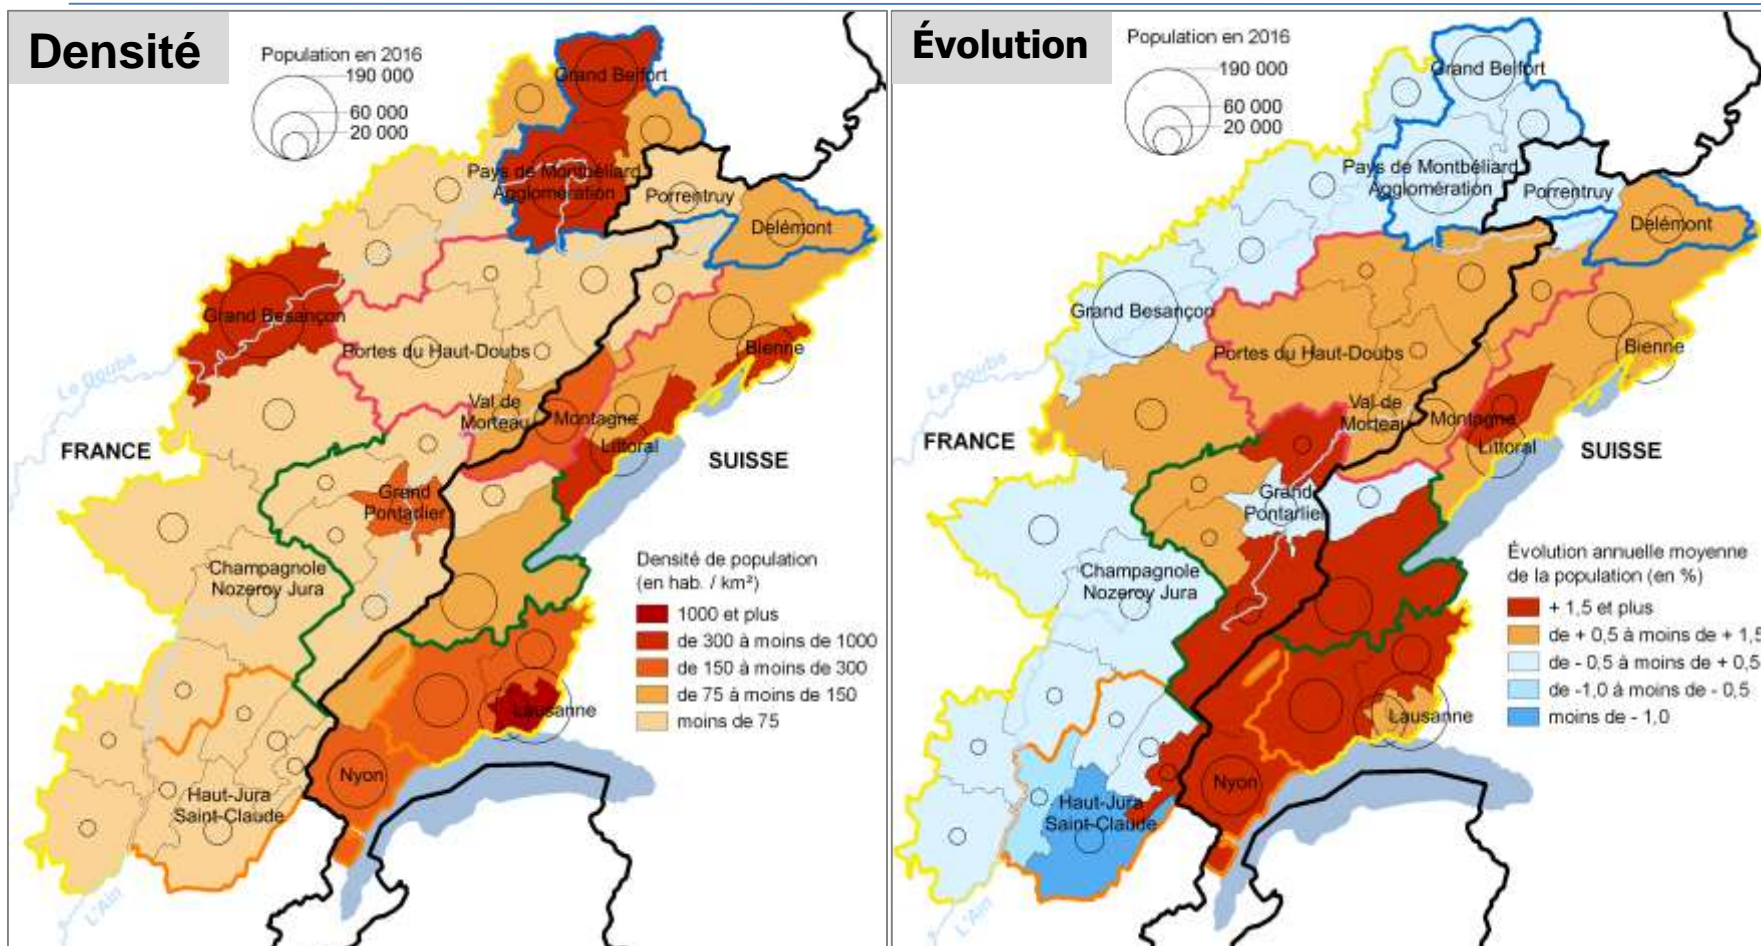 Densité
Population en 2016
190 000
60 000
20 000
Grand Belfort
Pays de Montbéliard
Agglomération
Porrentruy
Delémont
Grand Besançon
Le Doubs
Portes du Haut-Doubs
Bienne
Val de
Morteau
Montagne
Littoral
FRANCE
SUISSE
Grand
Pontarlier
Champagnole
Nozeroy Jura
Densité de population
(en hab. / km²)
1000 et plus
de 300 à moins de 1000
de 150 à moins de 300
de 75 à moins de 150
moins de 75
Lausanne
Nyon
Haut-Jura
Saint-Claude
L'Ain
Évolution
Population en 2016
190 000
60 000
20 000
Grand Belfort
Pays de Montbéliard
Agglomération
Porrentruy
Delémont
Grand Besançon
Le Doubs
Portes du Haut-Doubs
Bienne
Val de
Morteau
Montagne
Littoral
FRANCE
SUISSE
Grand
Pontarlier
Champagnole
Nozeroy Jura
Évolution annuelle moyenne
de la population (en %)
+ 1,5 et plus
de + 0,5 à moins de + 1,5
de - 0,5 à moins de + 0,5
de -1,0 à moins de - 0,5
moins de - 1,0
Lausanne
Nyon
Haut-Jura
Saint-Claude
L'Ain